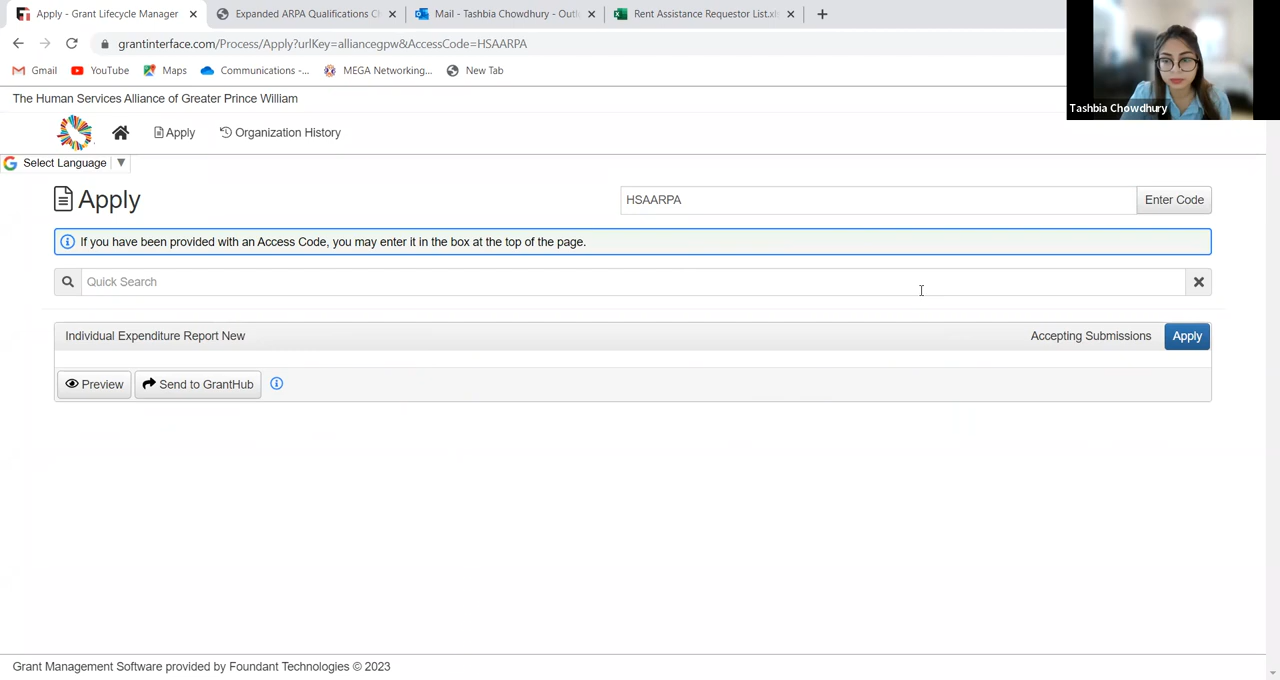 Apply - Grant Lifecycle Manager
Expanded ARPA Qualifications C
Mail - Tashbia Chowdhury - Outl
Rent Assistance Requestor List.xl
grantinterface.com/Process/Apply?urlKey=alliancegpw&AccessCode=HSAARPA
Gmail YouTube Maps Communications -... MEGA Networking... New Tab
Tashbia Chowdhury
The Human Services Alliance of Greater Prince William
Apply Organization History
G Select Language ▼
Apply
HSAARPA Enter Code
If you have been provided with an Access Code, you may enter it in the box at the top of the page.
Quick Search
Individual Expenditure Report New Accepting Submissions Apply
Preview Send to GrantHub
Grant Management Software provided by Foundant Technologies © 2023